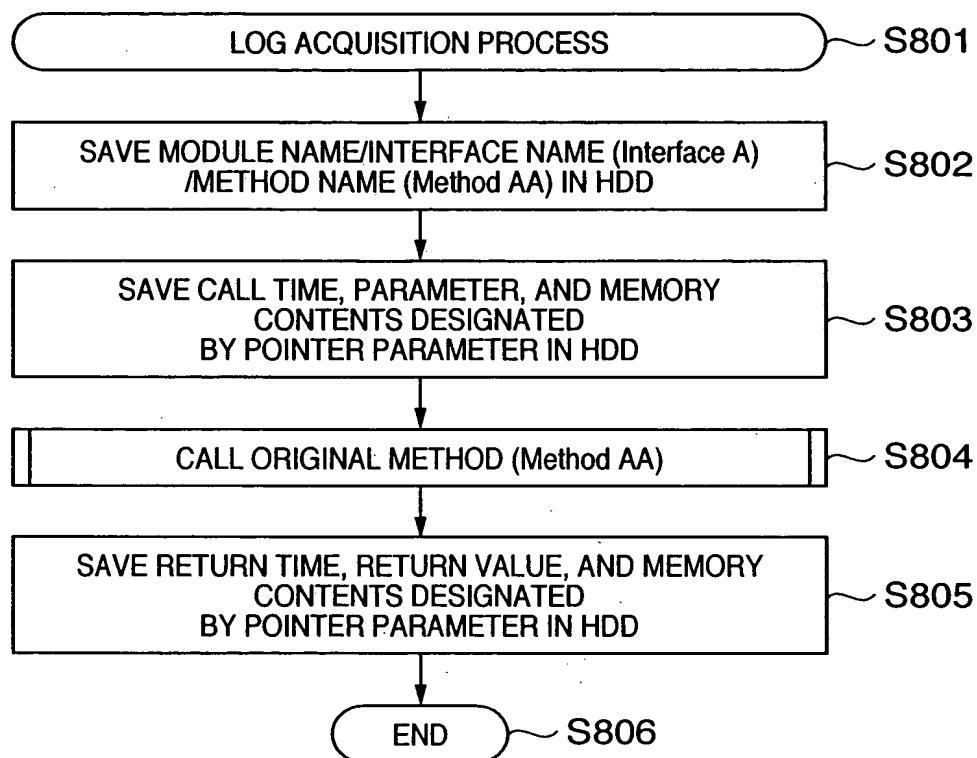 LOG ACQUISITION PROCESS
S801
SAVE MODULE NAME/INTERFACE NAME (Interface A)
/METHOD NAME (Method AA) IN HDD
S802
SAVE CALL TIME, PARAMETER, AND MEMORY
CONTENTS DESIGNATED
BY POINTER PARAMETER IN HDD
S803
CALL ORIGINAL METHOD (Method AA)
S804
SAVE RETURN TIME, RETURN VALUE, AND MEMORY
CONTENTS DESIGNATED
BY POINTER PARAMETER IN HDD
S805
END
S806